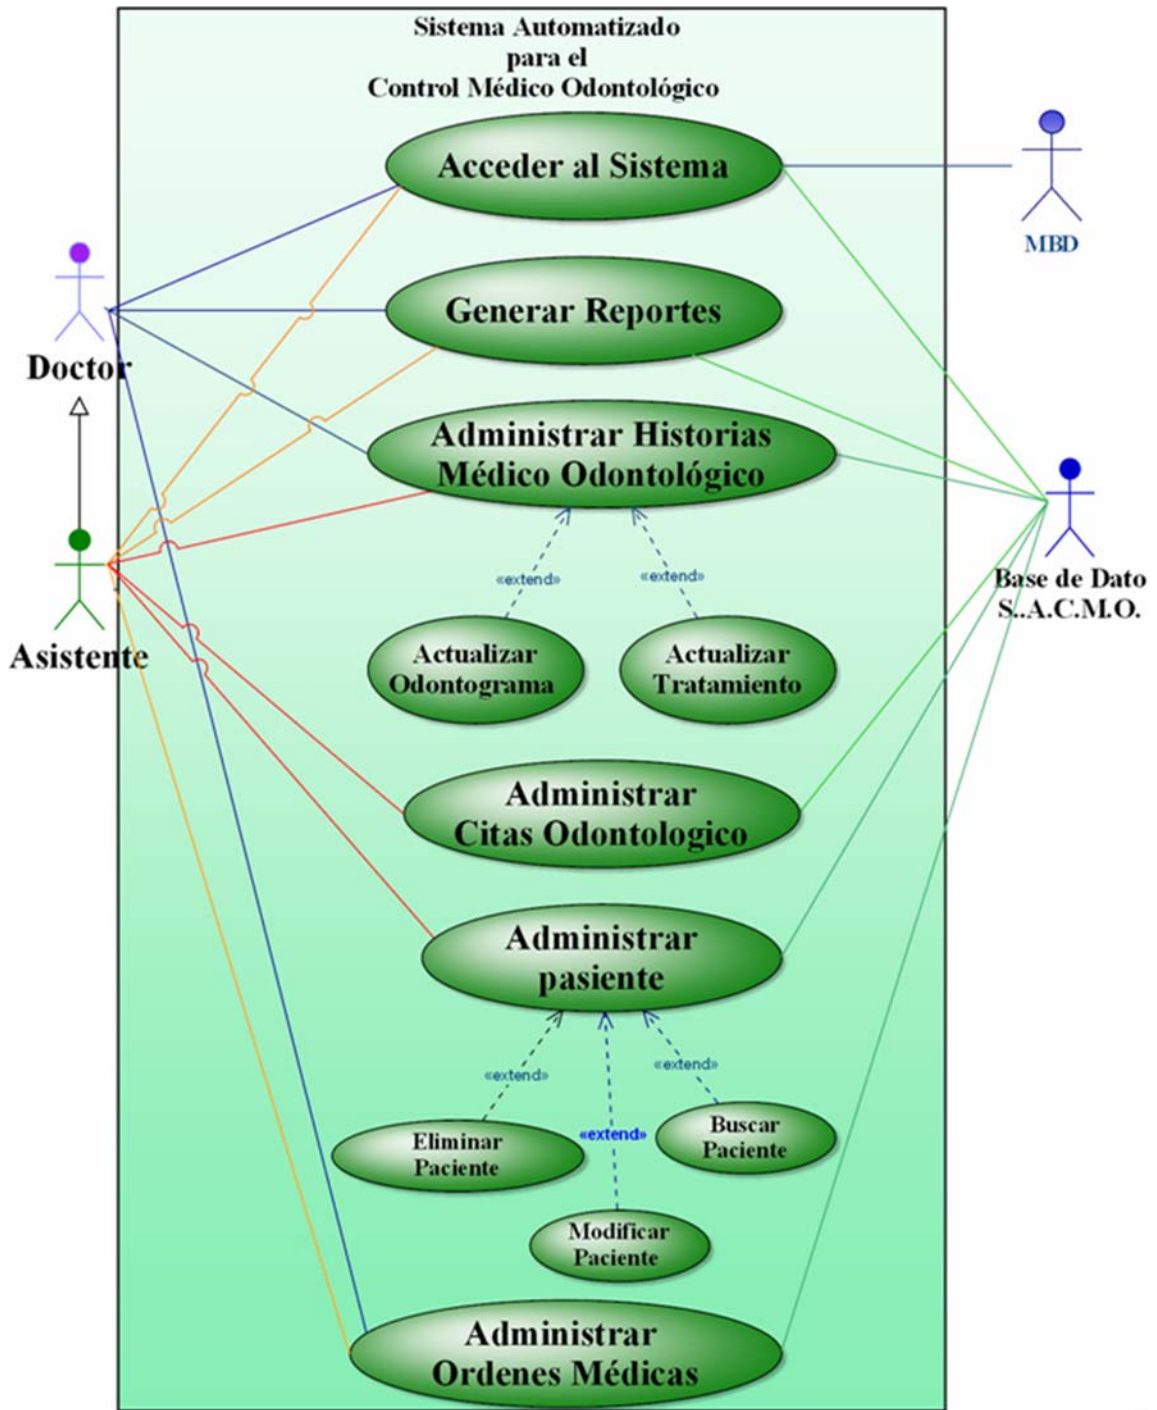 Sistema Automatizado
para el
Control Médico Odontológico
Acceder al Sistema
MBD
Generar Reportes
Doctor
Administrar Historias
Médico Odontológico
Base de Dato
S..A.C.M.O.
«extend»
«extend»
Asistente
Actualizar
Odontograma
Actualizar
Tratamiento
Administrar
Citas Odontologico
Administrar
pasiente
«extend»
«extend»
«extend»
Eliminar
Paciente
Buscar
Paciente
Modificar
Paciente
Administrar
Ordenes Médicas